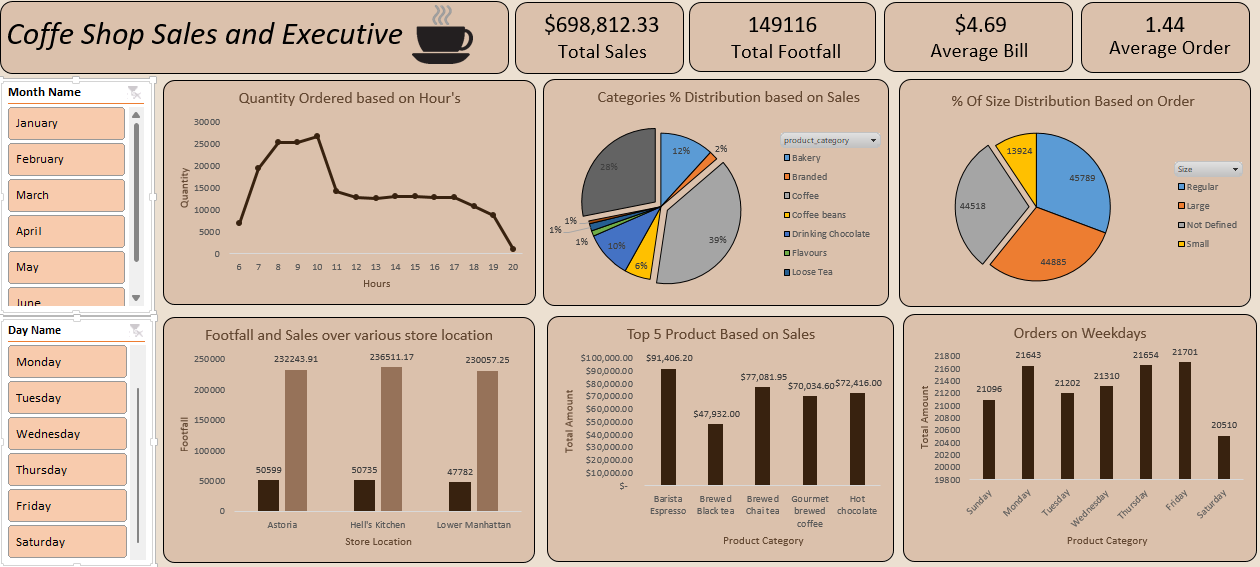 Coffe Shop Sales and Executive
$698,812.33
Total Sales
149116
Total Footfall
$4.69
Average Bill
1.44
Average Order
Month Name
January
February
March
April
May
June
Day Name
Monday
Tuesday
Wednesday
Thursday
Friday
Saturday
Quantity Ordered based on Hour's
Quantity
30000
25000
20000
15000
10000
5000
0
6 7 8 9 10 11 12 13 14 15 16 17 18 19 20
Hours
Categories % Distribution based on Sales
12%
2%
39%
6%
10%
1%
1%
1%
28%
product_category
Bakery
Branded
Coffee
Coffee beans
Drinking Chocolate
Flavours
Loose Tea
% Of Size Distribution Based on Order
45789
44885
44518
13924
Size
Regular
Large
Not Defined
Small
Footfall and Sales over various store location
Footfall
250000
200000
150000
100000
50000
0
232243.91
236511.17
230057.25
50599
50735
47782
Astoria
Hell's Kitchen
Lower Manhattan
Store Location
Top 5 Product Based on Sales
Total Amount
$100,000.00
$90,000.00
$80,000.00
$70,000.00
$60,000.00
$50,000.00
$40,000.00
$30,000.00
$20,000.00
$10,000.00
$-
$91,406.20
$47,932.00
$77,081.95
$70,034.60
$72,416.00
Barista
Espresso
Brewed
Black tea
Brewed
Chai tea
Gourmet
brewed
coffee
Hot
chocolate
Product Category
Orders on Weekdays
Total Amount
21800
21600
21400
21200
21000
20800
20600
20400
20200
20000
19800
21096
21643
21202
21310
21654
21701
20510
Sunday
Monday
Tuesday
Wednesday
Thursday
Friday
Saturday
Product Category